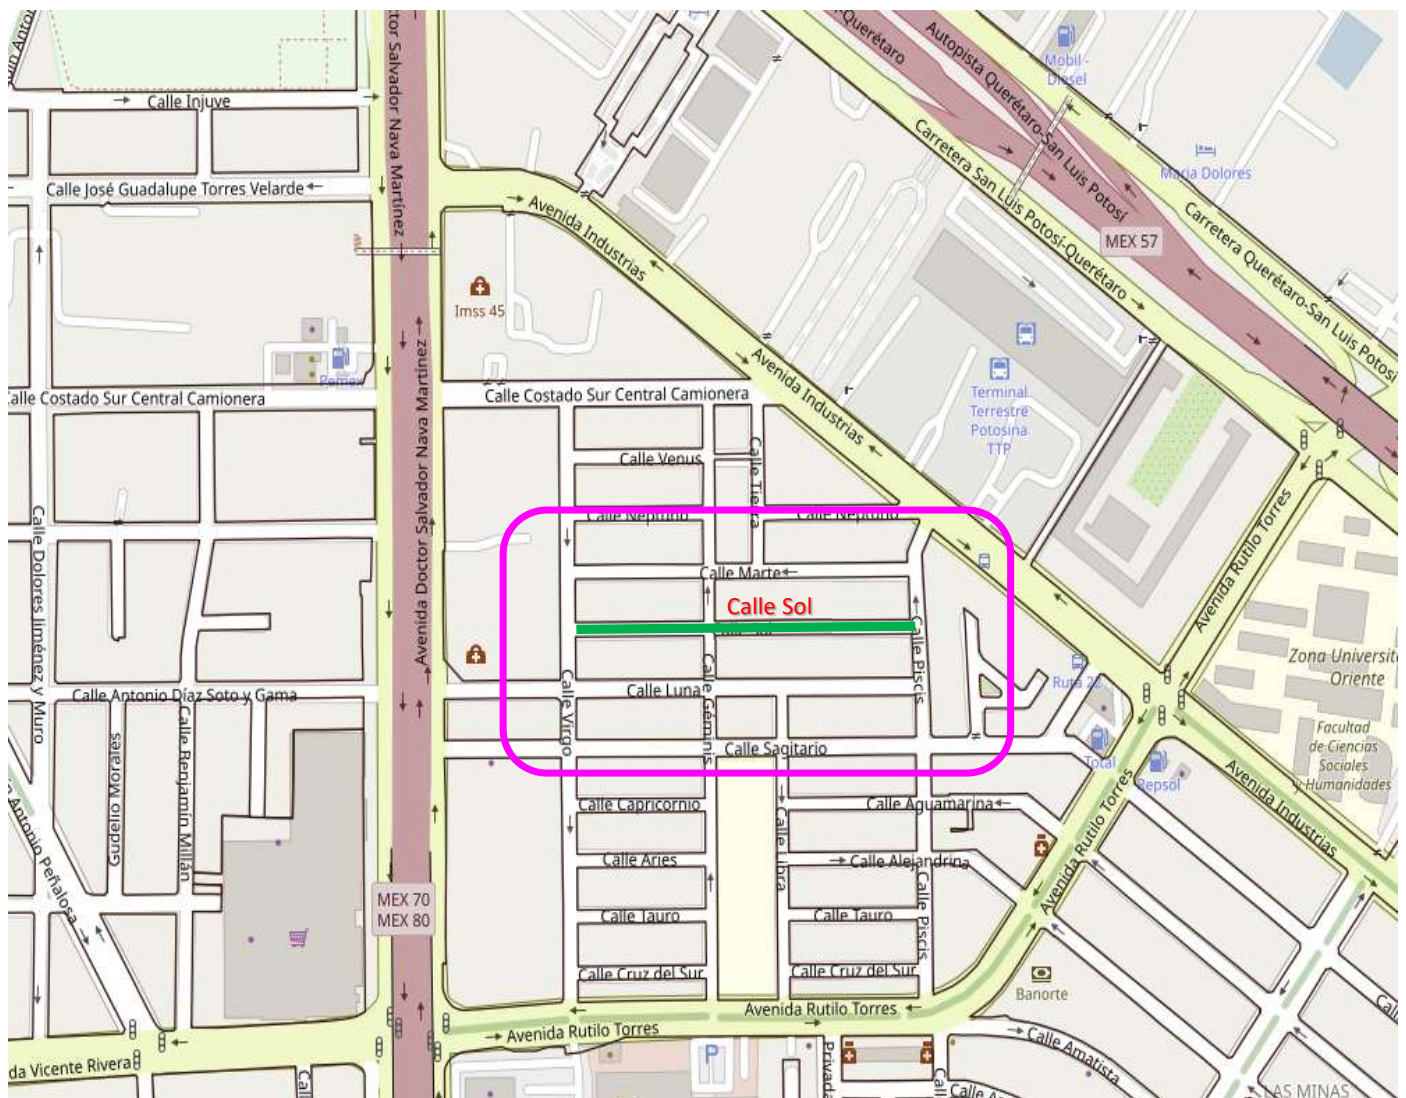 Calle Injuve
Calle José Guadalupe Torres Velarde
Salvador Nava Martínez
Avenida Industrias
Querétaro
Autopista Querétaro-San Luis Potosí
Mobil -
Diesel
Maria Dolores
Carretera San Luis Potosí-Querétaro
MEX 57
Carretera Querétaro-San Luis Potosí
Imss 45
Pemex
Calle Costado Sur Central Camionera
Avenida Doctor Salvador Nava Martínez
Calle Costado Sur Central Camionera
Avenida Industrias
Terminal
Terrestre
Potosina
TTP
Calle Venus
Calle Tierra
Calle Neptuno
Calle Neptuno
Calle Marte
Calle Sol
Calle Dolores Jiménez y Muro
Avenida Rutilo Torres
Calle Piscis
Calle Géminis
Calle Virgo
Calle Luna
Calle Antonio Díaz Soto y Gama
Ruta 22
Zona Universit
Oriente
Facultad
de Ciencias
Sociales
y Humanidades
Calle Sagitario
Total
Repsol
Gudelio Morales
Calle Benjamín Millán
Avenida Industrias
Calle Capricornio
Calle Aguamarina
Calle Libra
Calle Aries
Calle Alejandrina
Avenida Rutilo Torres
Antonio Peñalosa
MEX 70
MEX 80
Calle Tauro
Calle Tauro
Calle Piscis
Calle Cruz del Sur
Calle Cruz del Sur
Banorte
Avenida Rutilo Torres
Avenida Rutilo Torres
da Vicente Rivera
Calle Amatista
Privada
LAS MINAS